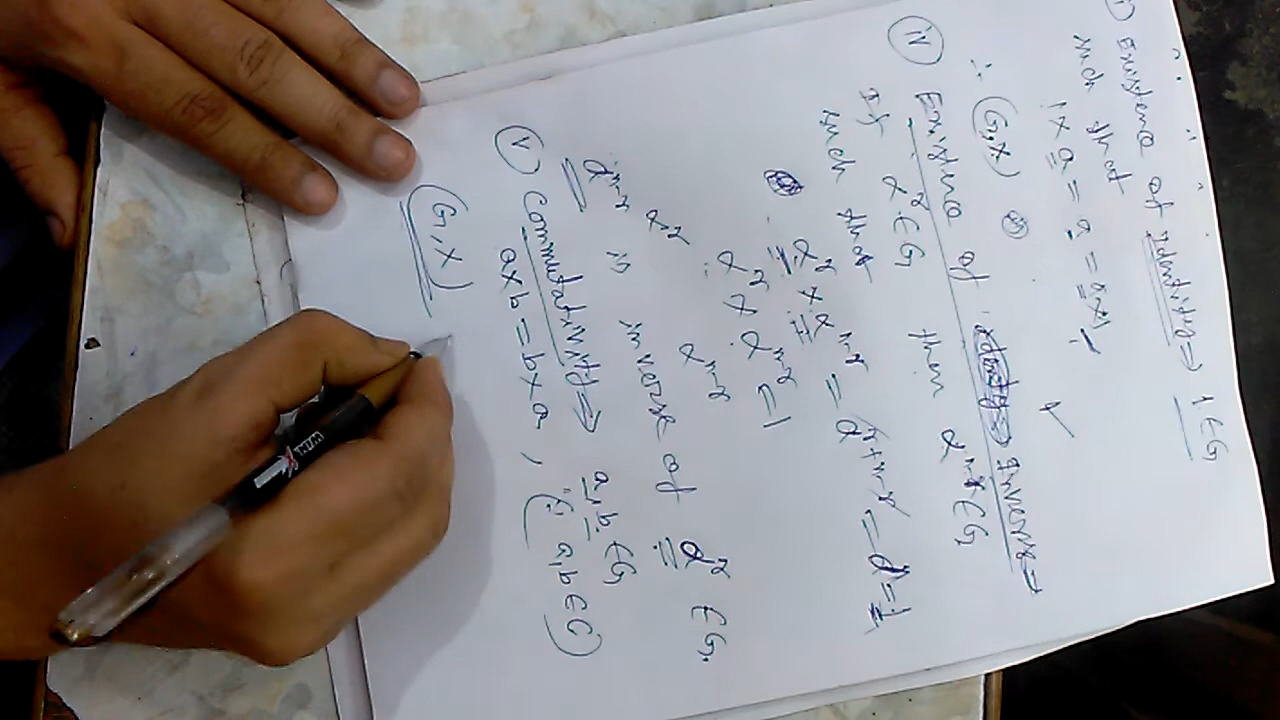 Existence of Identity ⇒ 1 ∈ G,
such that
1 × a = a = a×1
∴ (G, ×)
(iv) Existence of Inverse ⇒
If α^r ∈ G, then α^n-r ∈ G,
such that
α^r × α^n-r = α^r+n-r = α^n = 1
∴ α^r × α^n-r = 1
α^n-r
α^n-r is inverse of α^r ∈ G.
(v) Commutativity ⇒ a, b ∈ G,
a×b = b×a, (∵ a, b ∈ C)
(G, ×)